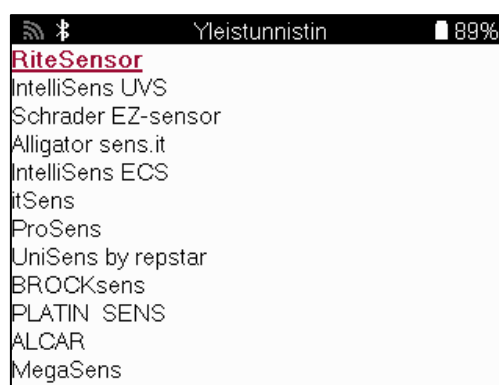 Yleistunnistin 89%
RiteSensor
IntelliSens UVS
Schrader EZ-sensor
Alligator sens.it
IntelliSens ECS
itSens
ProSens
UniSens by repstar
BROCKsens
PLATIN SENS
ALCAR
MegaSens